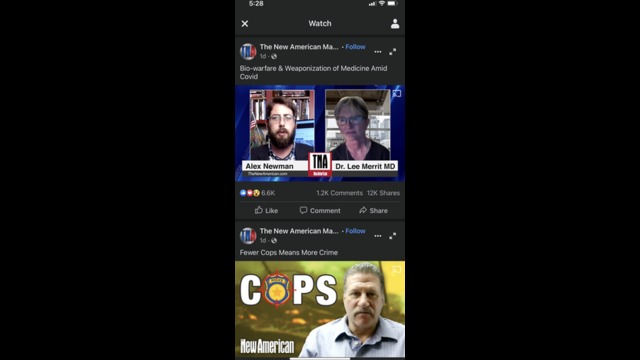 5:28
Watch
The New American Ma... • Follow
1d
Bio-warfare & Weaponization of Medicine Amid
Covid
Alex Newman
TheNewAmerican.com
TNA
Dr. Lee Merrit MD
6.6K
1.2K Comments 12K Shares
Like
Comment
Share
The New American Ma... • Follow
1d
Fewer Cops Means More Crime
COPS
New American